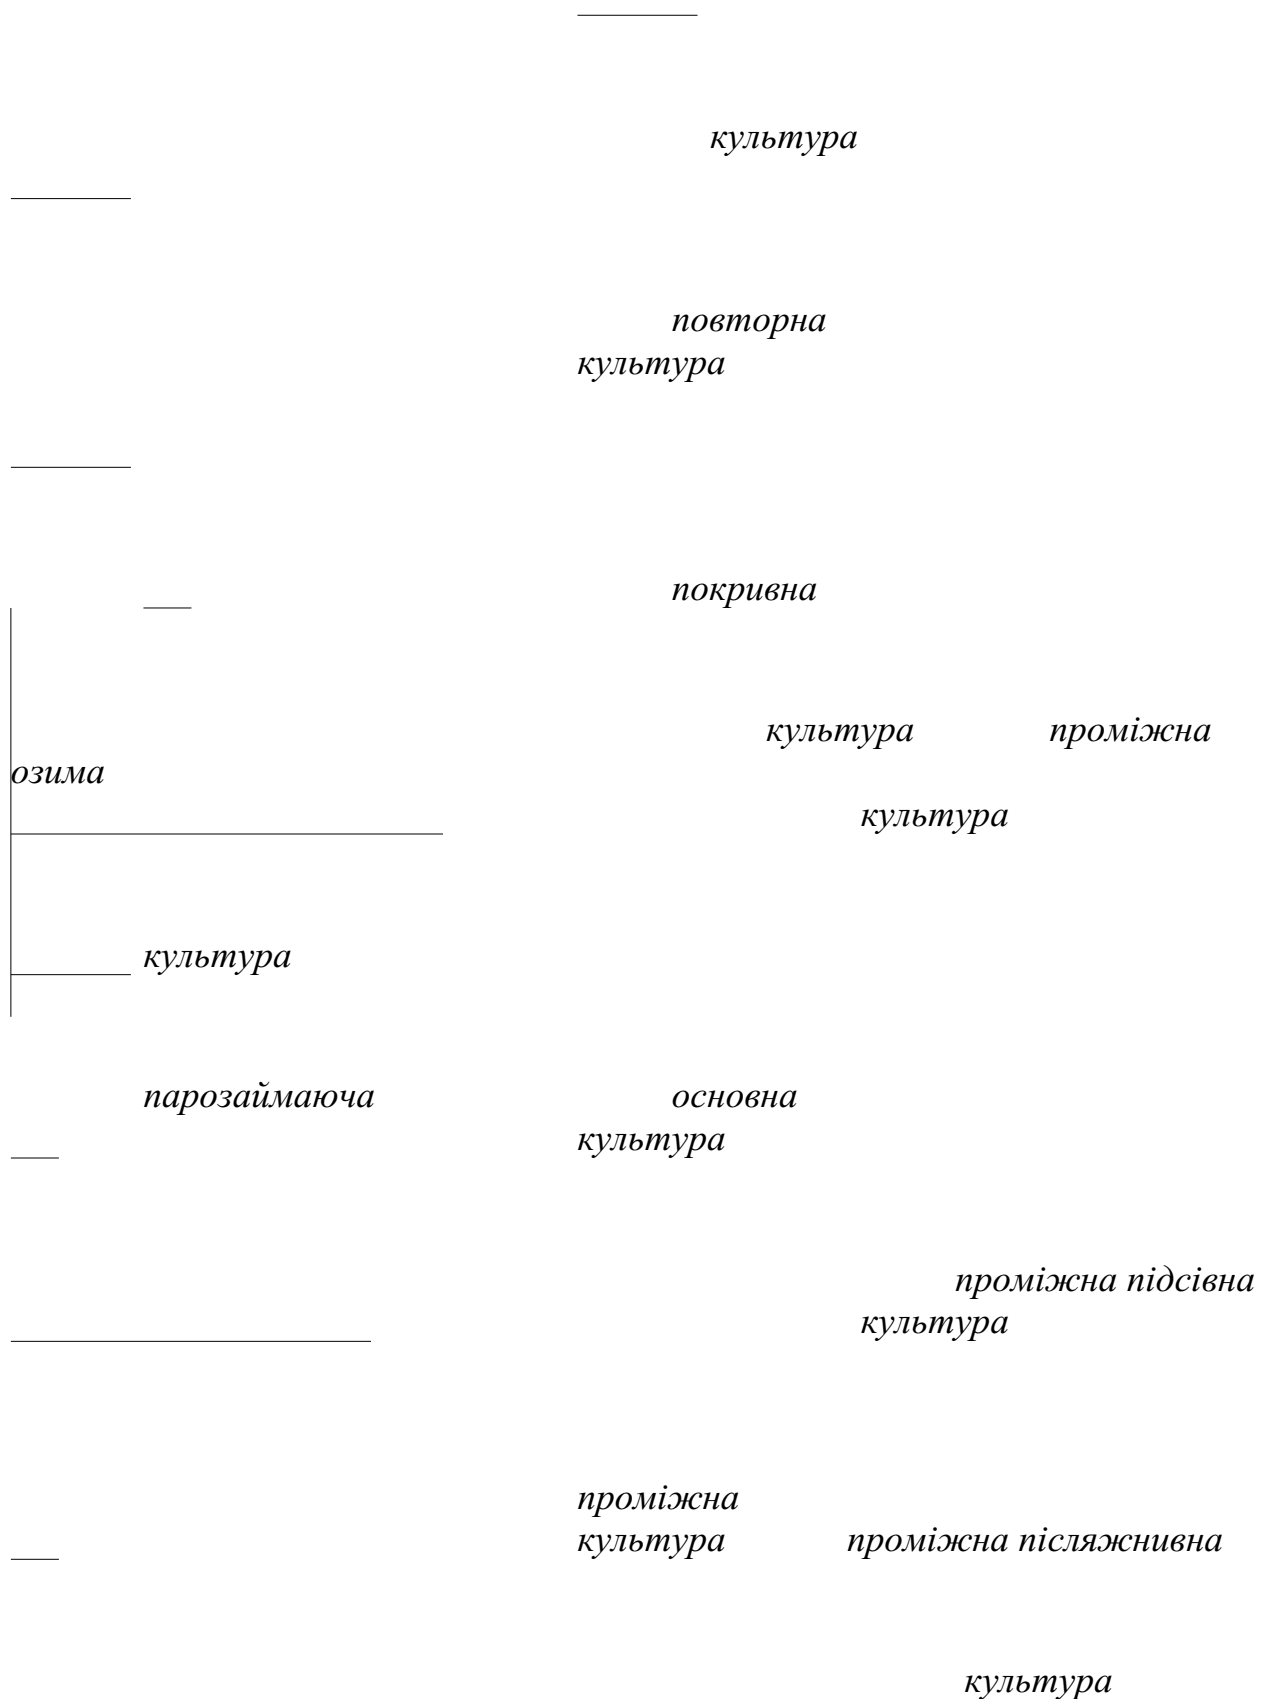 культура
повторна
культура
покривна
культура проміжна
озима
культура
культура
парозаймаюча основна
культура
проміжна підсівна
культура
проміжна
культура проміжна післяжнивна
культура